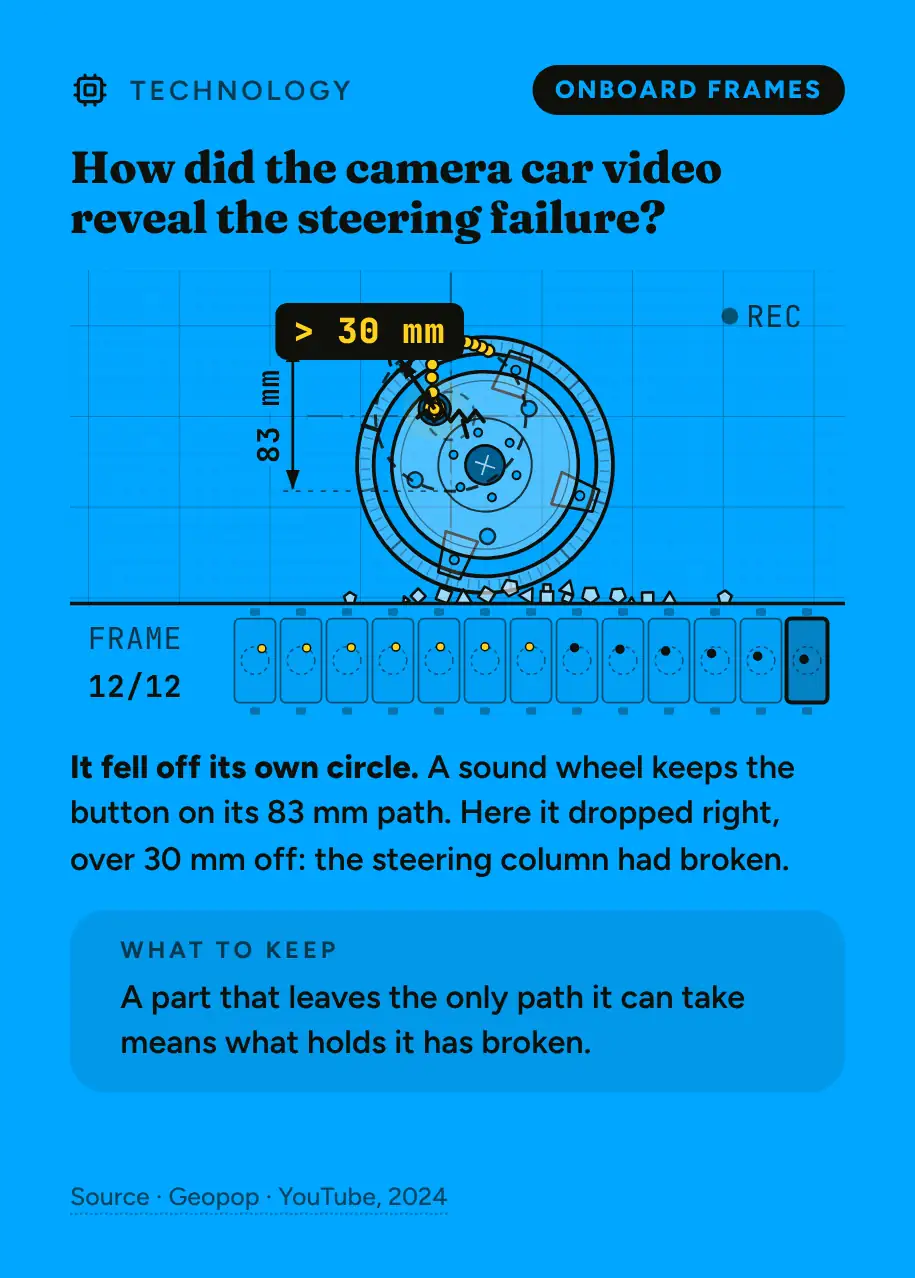 TECHNOLOGY
ONBOARD FRAMES
How did the camera car video
reveal the steering failure?
> 30 mm
REC
83 mm
FRAME
12/12
It fell off its own circle. A sound wheel keeps the
button on its 83 mm path. Here it dropped right,
over 30 mm off: the steering column had broken.
WHAT TO KEEP
A part that leaves the only path it can take
means what holds it has broken.
Source · Geopop · YouTube, 2024